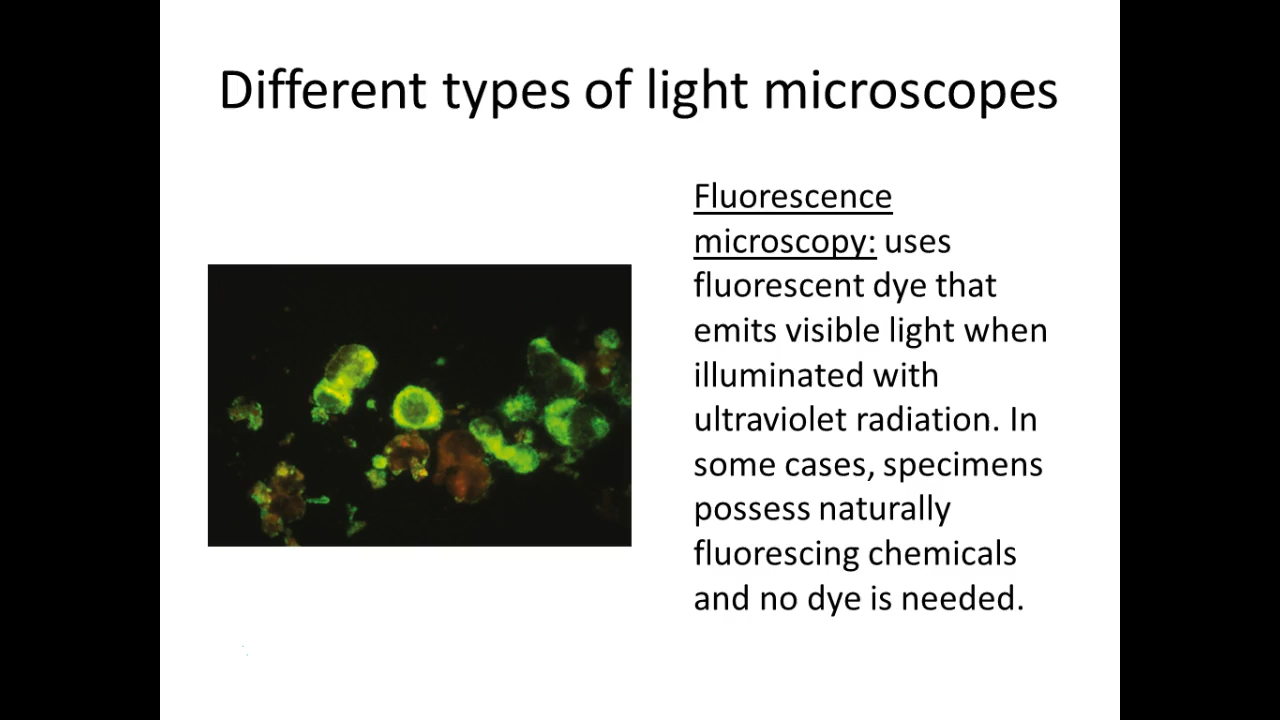 Different types of light microscopes
Fluorescence
microscopy: uses
fluorescent dye that
emits visible light when
illuminated with
ultraviolet radiation. In
some cases, specimens
possess naturally
fluorescing chemicals
and no dye is needed.